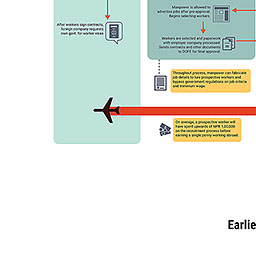 Manpower is allowed to
advertise jobs after pre-approval.
Begins selecting workers
After workers sign contracts,
foreign company requests
own govt. for worker visas
Workers are selected and paperwork
with employer company processed.
Sends contracts and other documents
to DOFE for final approval.
Throughout process, manpower can fabricate
job details to lure prospective workers and
bypass government regulations on job criteria
and minimum wage.
On average, a prospective worker will
have spent upwards of NPR 1,00,000
on the recruitment process before
earning a single penny working abroad.
Earlie